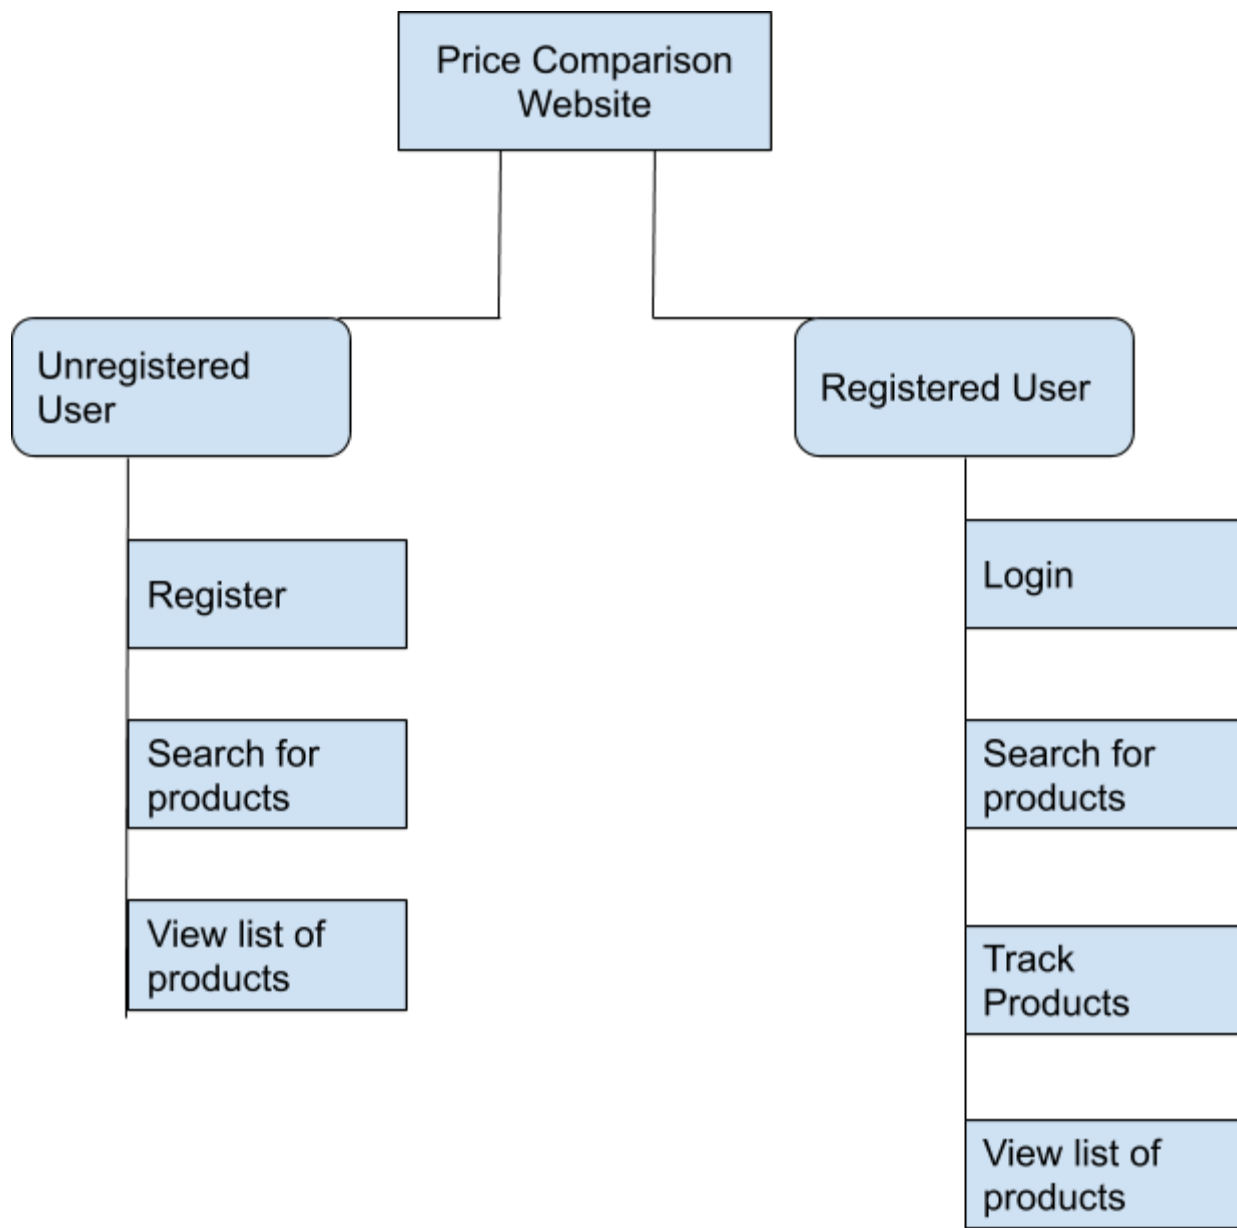 Price Comparison
Website
Unregistered
User
Registered User
Register
Search for
products
View list of
products
Login
Search for
products
Track
Products
View list of
products